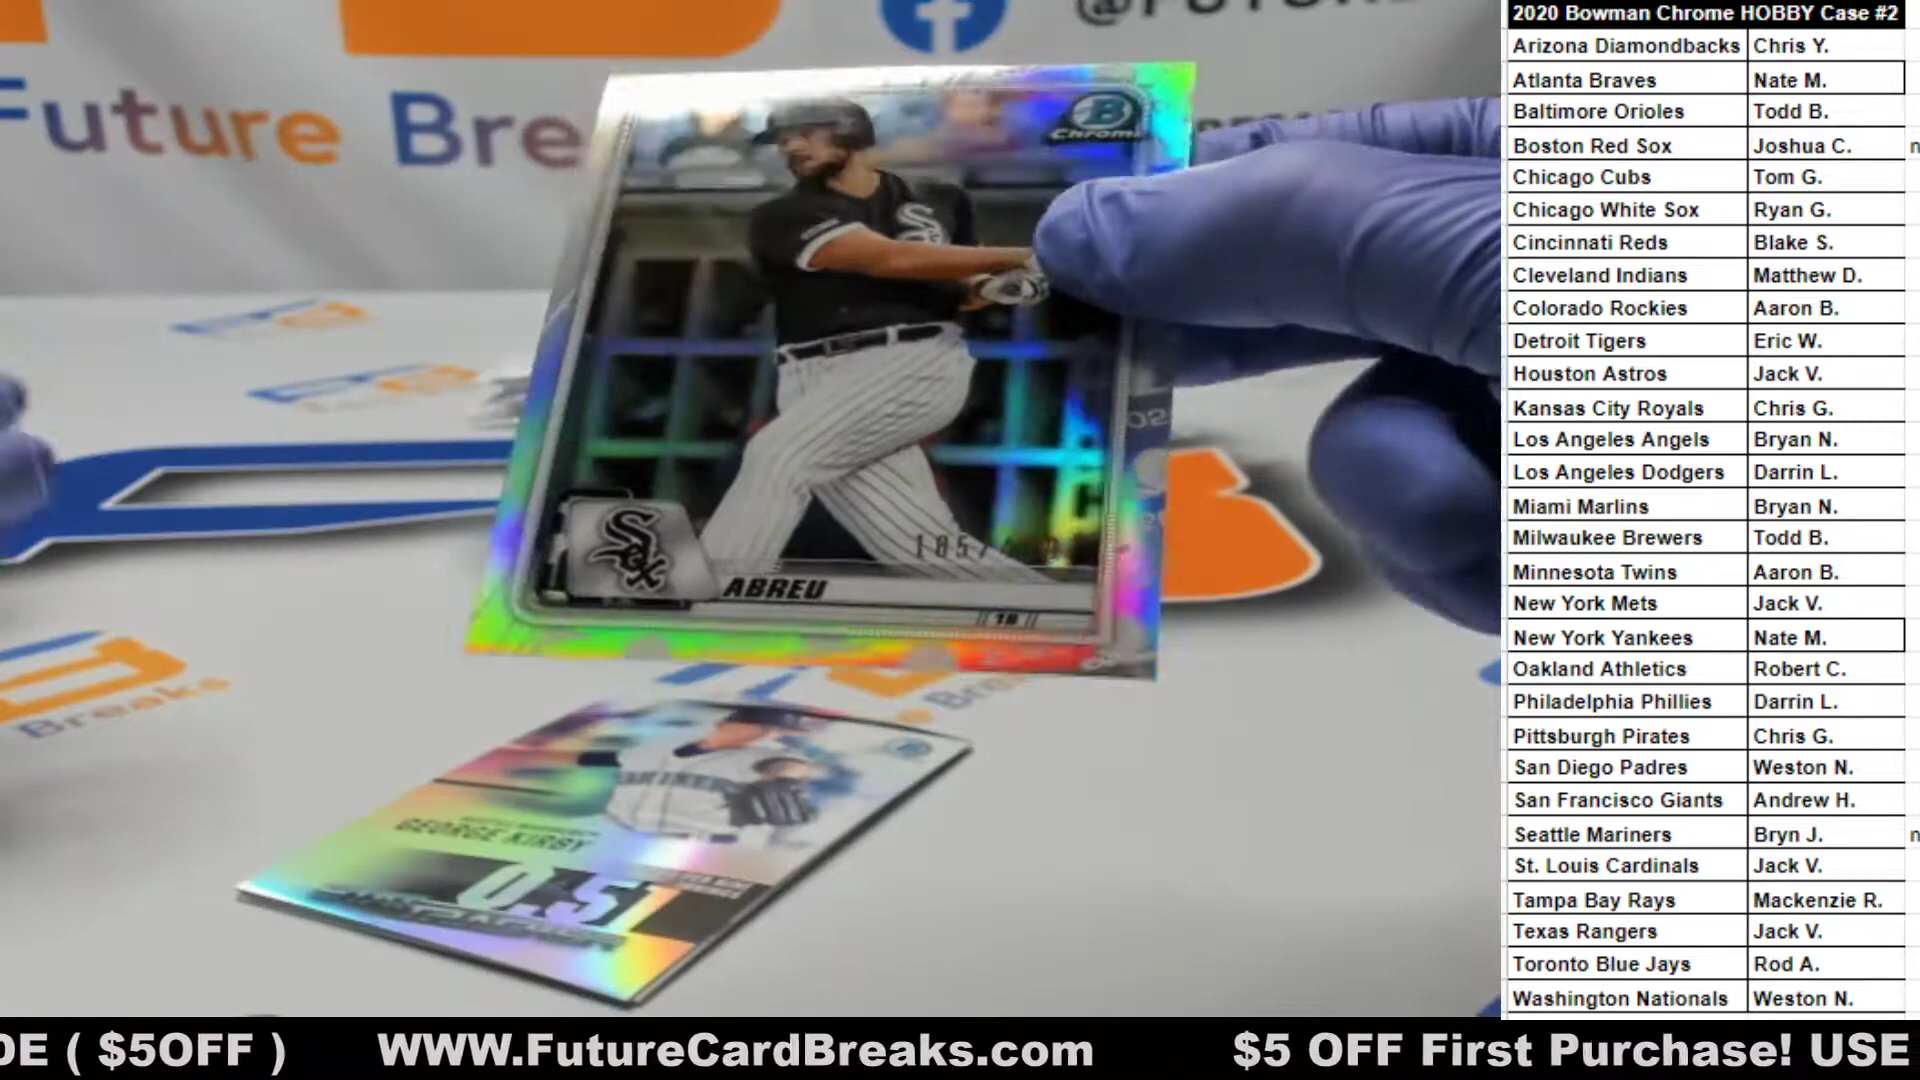 @FUTURE
Future Bre
B
Chrome
Sox
Sox
ABREU
1B
Breaks
GEORGE KIRBY
0.51
2020 Bowman Chrome HOBBY Case #2
Arizona Diamondbacks Chris Y.
Atlanta Braves Nate M.
Baltimore Orioles Todd B.
Boston Red Sox Joshua C. n
Chicago Cubs Tom G.
Chicago White Sox Ryan G.
Cincinnati Reds Blake S.
Cleveland Indians Matthew D.
Colorado Rockies Aaron B.
Detroit Tigers Eric W.
Houston Astros Jack V.
Kansas City Royals Chris G.
Los Angeles Angels Bryan N.
Los Angeles Dodgers Darrin L.
Miami Marlins Bryan N.
Milwaukee Brewers Todd B.
Minnesota Twins Aaron B.
New York Mets Jack V.
New York Yankees Nate M.
Oakland Athletics Robert C.
Philadelphia Phillies Darrin L.
Pittsburgh Pirates Chris G.
San Diego Padres Weston N.
San Francisco Giants Andrew H.
Seattle Mariners Bryn J. n
St. Louis Cardinals Jack V.
Tampa Bay Rays Mackenzie R.
Texas Rangers Jack V.
Toronto Blue Jays Rod A.
Washington Nationals Weston N.
DE ( $5OFF ) WWW.FutureCardBreaks.com $5 OFF First Purchase! USE